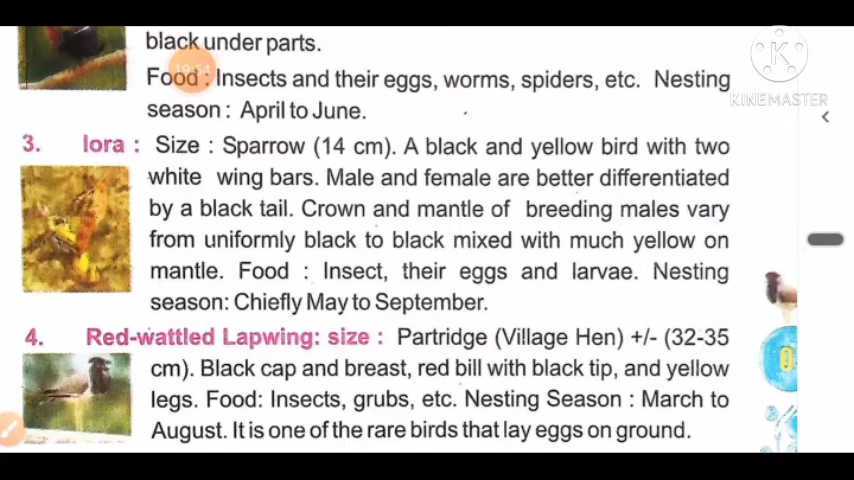 black under parts.
Food : Insects and their eggs, worms, spiders, etc. Nesting
season : April to June.
3. Iora : Size : Sparrow (14 cm). A black and yellow bird with two
white wing bars. Male and female are better differentiated
by a black tail. Crown and mantle of breeding males vary
from uniformly black to black mixed with much yellow on
mantle. Food : Insect, their eggs and larvae. Nesting
season: Chiefly May to September.
4. Red-wattled Lapwing: size : Partridge (Village Hen) +/- (32-35
cm). Black cap and breast, red bill with black tip, and yellow
legs. Food: Insects, grubs, etc. Nesting Season : March to
August. It is one of the rare birds that lay eggs on ground.
19:54
K
KINEMASTER